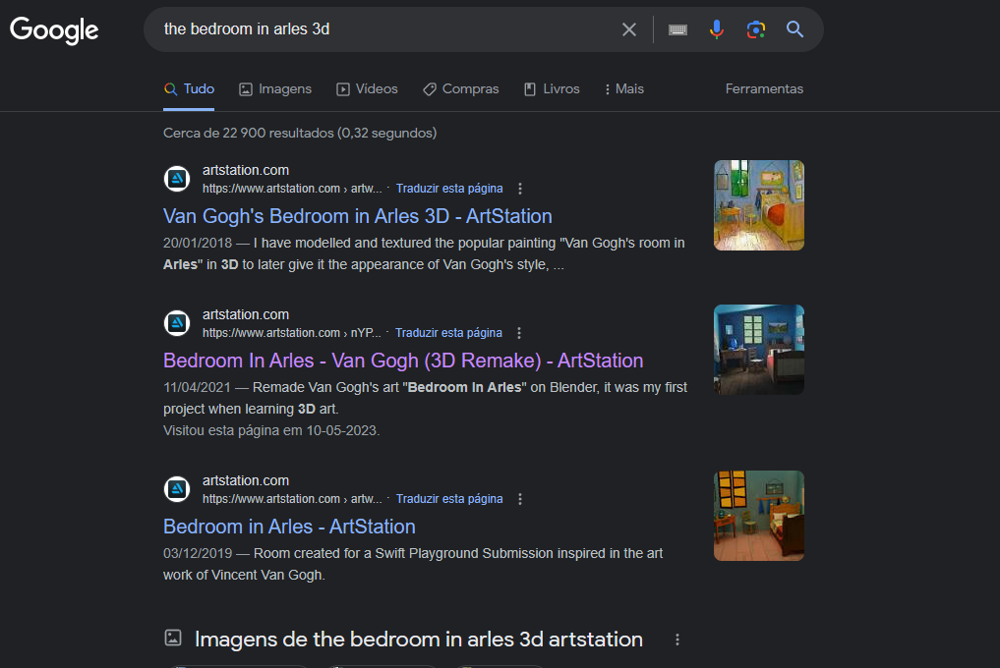 Google
the bedroom in arles 3d
Tudo Imagens Vídeos Compras Livros Mais Ferramentas
Cerca de 22 900 resultados (0,32 segundos)
artstation.com
https://www.artstation.com › artw... · Traduzir esta página
Van Gogh's Bedroom in Arles 3D - ArtStation
20/01/2018 — I have modelled and textured the popular painting "Van Gogh's room in
Arles" in 3D to later give it the appearance of Van Gogh's style, ...
artstation.com
https://www.artstation.com › nYP... · Traduzir esta página
Bedroom In Arles - Van Gogh (3D Remake) - ArtStation
11/04/2021 — Remade Van Gogh's art "Bedroom In Arles" on Blender, it was my first
project when learning 3D art.
Visitou esta página em 10-05-2023.
artstation.com
https://www.artstation.com › artw... · Traduzir esta página
Bedroom in Arles - ArtStation
03/12/2019 — Room created for a Swift Playground Submission inspired in the art
work of Vincent Van Gogh.
Imagens de the bedroom in arles 3d artstation